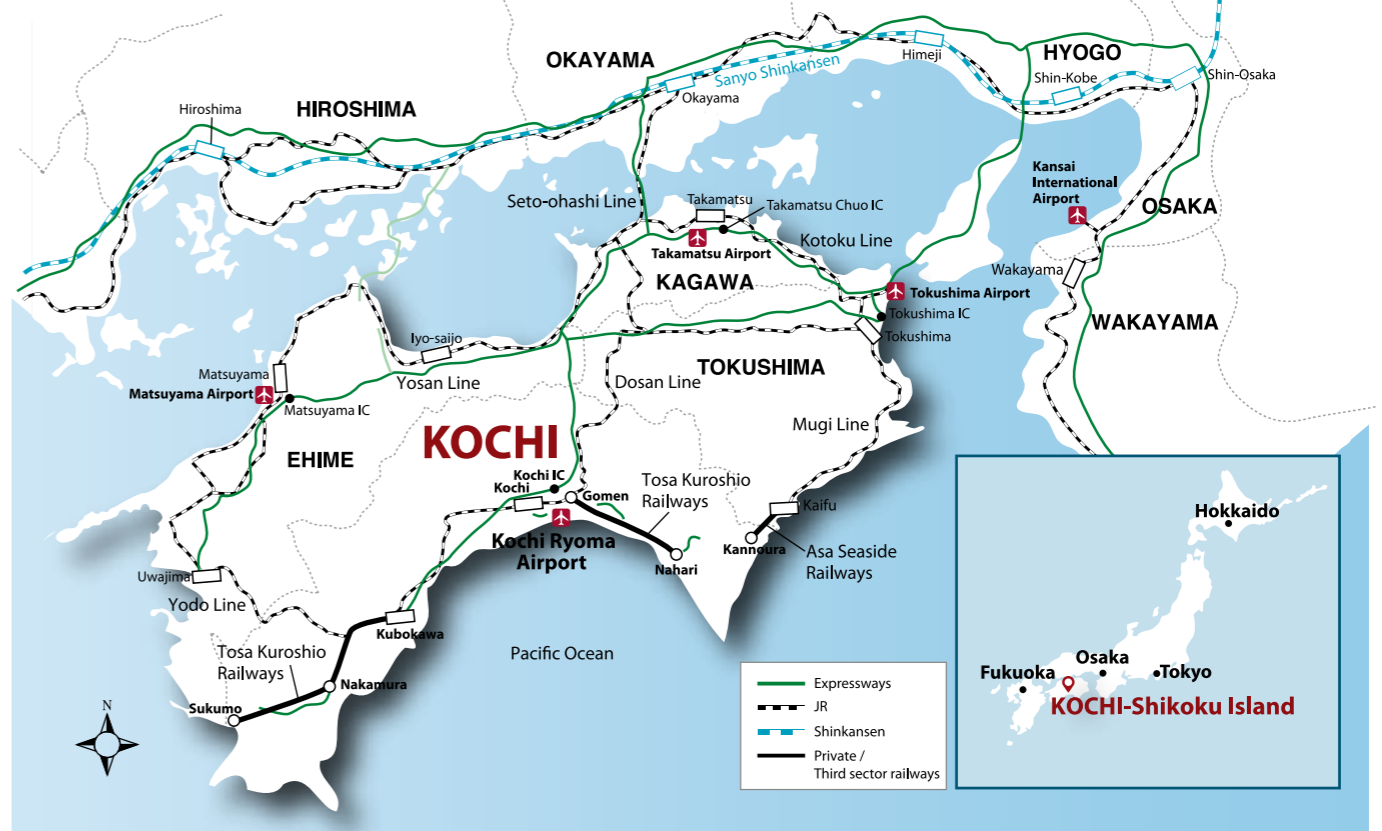 OKAYAMA
Himeji
HYOGO
Sanyo Shinkansen
Shin-Kobe
Shin-Osaka
Okayama
Hiroshima
HIROSHIMA
Kansai
International
Airport
Seto-ohashi Line
Takamatsu
Takamatsu Chuo IC
OSAKA
Kotoku Line
Takamatsu Airport
Wakayama
KAGAWA
Tokushima Airport
Tokushima IC
WAKAYAMA
Tokushima
Iyo-saijo
Matsuyama
Yosan Line
Dosan Line
TOKUSHIMA
Matsuyama Airport
Matsuyama IC
Mugi Line
KOCHI
EHIME
Kochi IC
Kochi
Gomen
Tosa Kuroshio
Railways
Kaifu
Kochi Ryoma
Airport
Kannoura
Asa Seaside
Railways
Nahari
Uwajima
Yodo Line
Kubokawa
Tosa Kuroshio
Railways
Pacific Ocean
Nakamura
Sukumo
N
Expressways
JR
Shinkansen
Private /
Third sector railways
Hokkaido
Osaka
Fukuoka
Tokyo
KOCHI-Shikoku Island